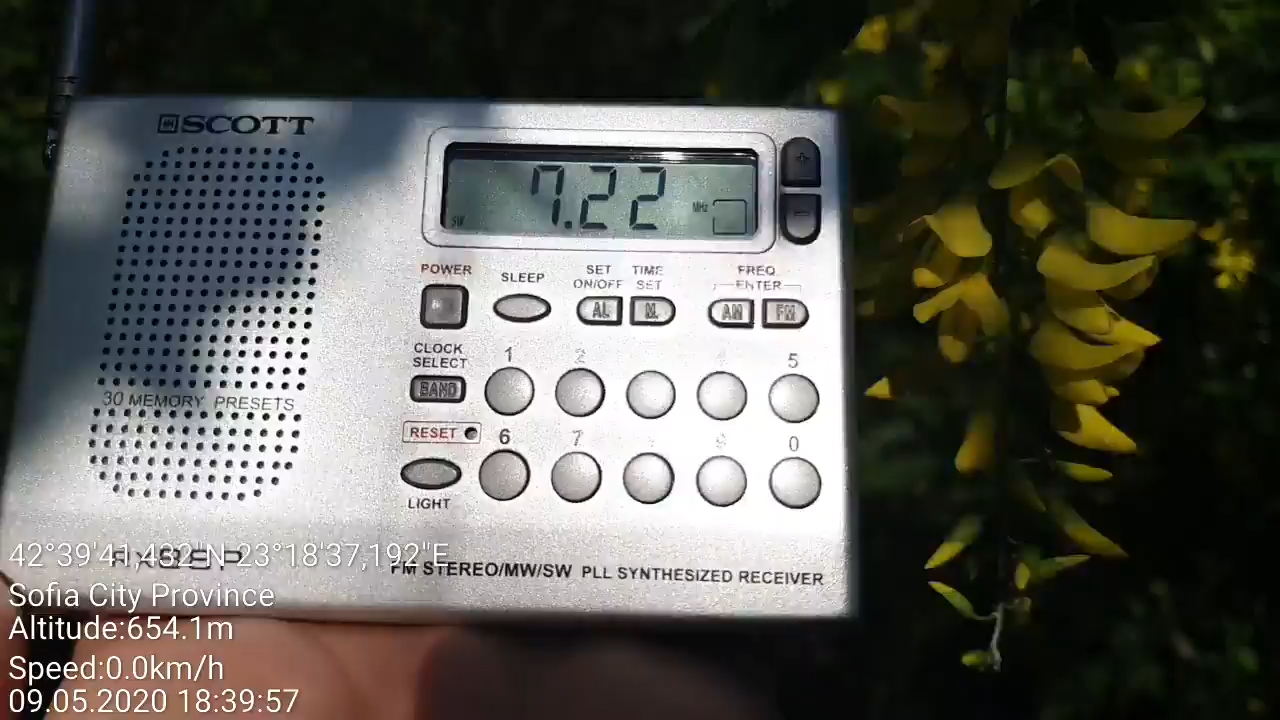 SCOTT
7.22
SW
MHz
+
-
POWER
SLEEP
SET ON/OFF
TIME SET
FREQ
ENTER
AL
M.
AM
FM
CLOCK SELECT
BAND
1
2
4
5
30 MEMORY PRESETS
RESET
6
7
9
0
LIGHT
FM STEREO/MW/SW PLL SYNTHESIZED RECEIVER
42°39'41,432"N 23°18'37,192"E
Sofia City Province
Altitude:654.1m
Speed:0.0km/h
09.05.2020 18:39:57